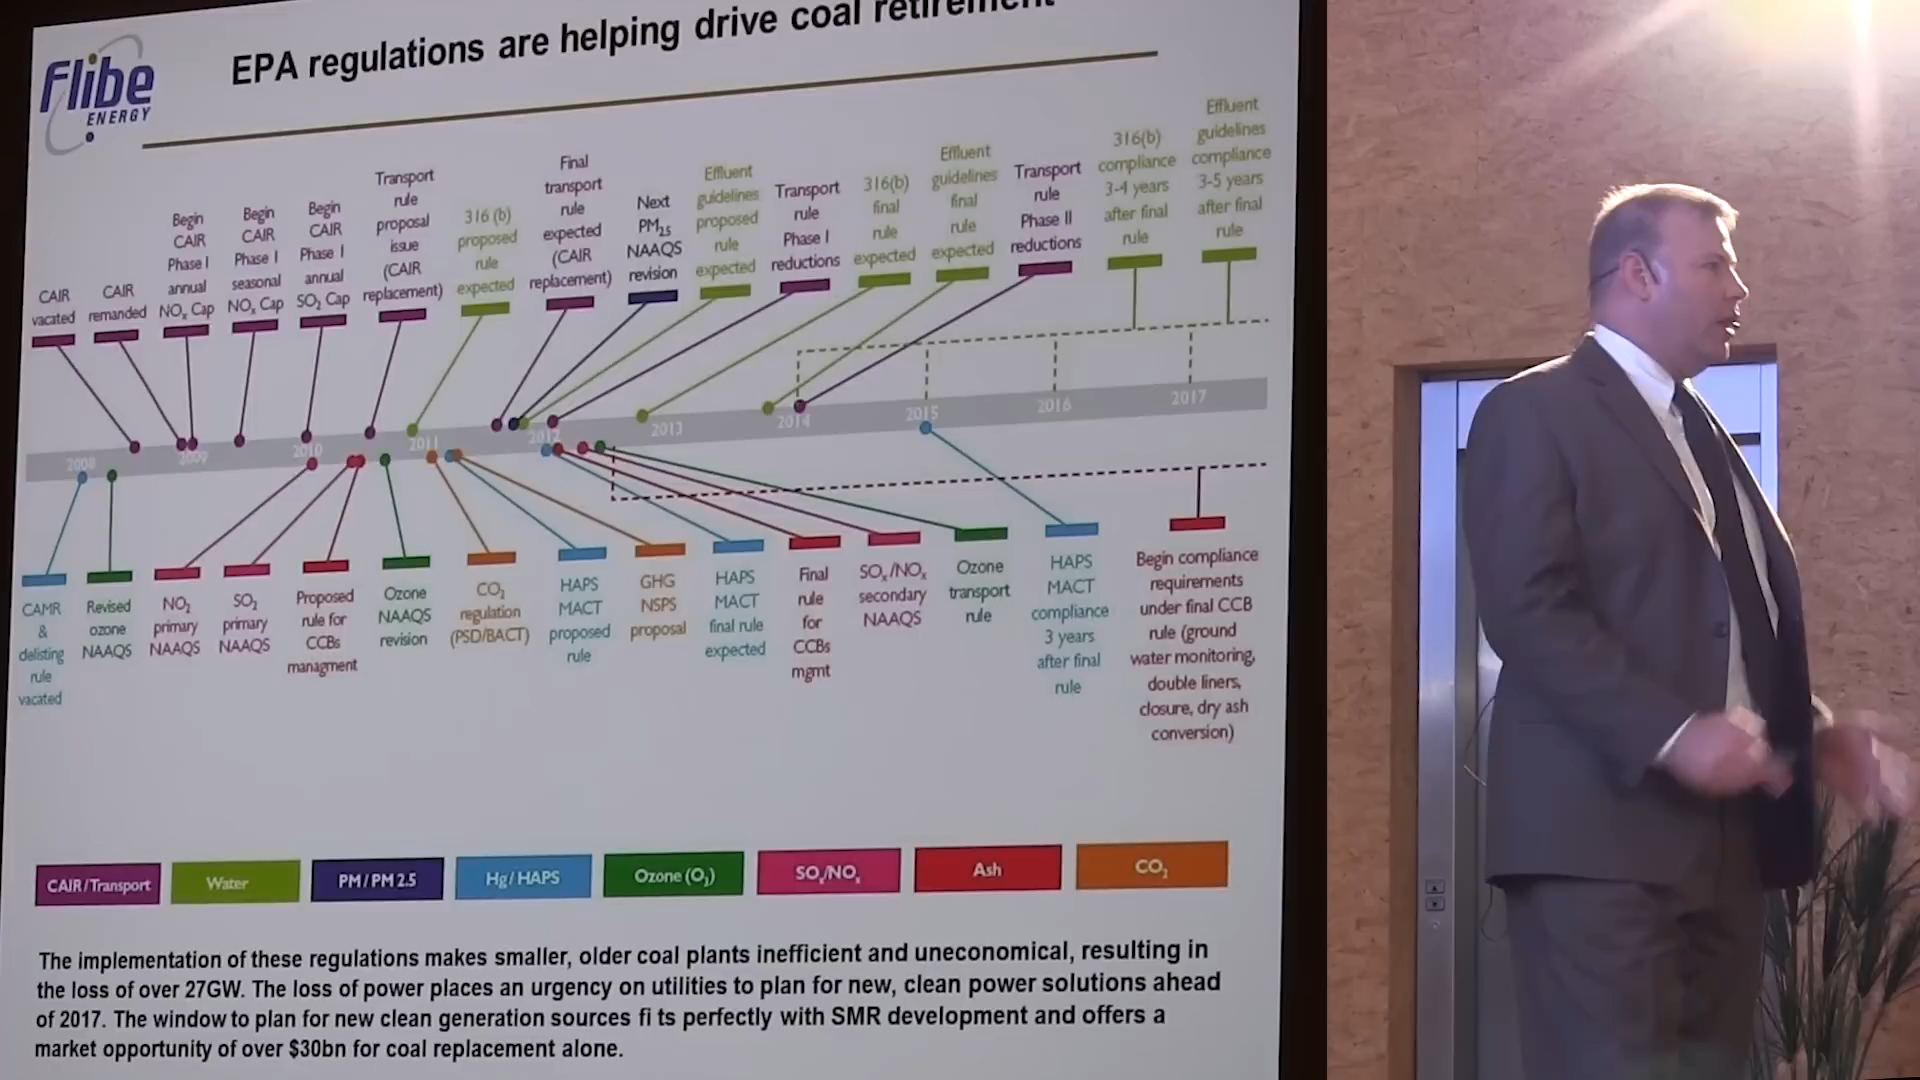 Flibe
ENERGY
EPA regulations are helping drive coal retirement
CAIR
vacated
CAIR
remanded
Begin
CAIR
Phase I
annual
NOx Cap
Begin
CAIR
Phase I
seasonal
NOx Cap
Begin
CAIR
Phase I
annual
SO2 Cap
Transport
rule
proposal
issue
(CAIR
replacement)
316 (b)
proposed
rule
expected
Final
transport
rule
expected
(CAIR
replacement)
Next
PM2.5
NAAQS
revision
Effluent
guidelines
proposed
rule
expected
Transport
rule
Phase I
reductions
316(b)
final
rule
expected
Effluent
guidelines
final
rule
expected
Transport
rule
Phase II
reductions
316(b)
compliance
3-4 years
after final
rule
Effluent
guidelines
compliance
3-5 years
after final
rule
2008 2009 2010 2011 2012 2013 2014 2015 2016 2017
CAMR
&
delisting
rule
vacated
Revised
ozone
NAAQS
NO2
primary
NAAQS
SO2
primary
NAAQS
Proposed
rule for
CCBs
managment
Ozone
NAAQS
revision
CO2
regulation
(PSD/BACT)
HAPS
MACT
proposed
rule
GHG
NSPS
proposal
HAPS
MACT
final rule
expected
Final
rule
for
CCBs
mgmt
SOx/NOx
secondary
NAAQS
Ozone
transport
rule
HAPS
MACT
compliance
3 years
after final
rule
Begin compliance
requirements
under final CCB
rule (ground
water monitoring,
double liners,
closure, dry ash
conversion)
CAIR/Transport
Water
PM/PM 2.5
Hg/HAPS
Ozone (O3)
SOx/NOx
Ash
CO2
The implementation of these regulations makes smaller, older coal plants inefficient and uneconomical, resulting in
the loss of over 27GW. The loss of power places an urgency on utilities to plan for new, clean power solutions ahead
of 2017. The window to plan for new clean generation sources fi ts perfectly with SMR development and offers a
market opportunity of over $30bn for coal replacement alone.